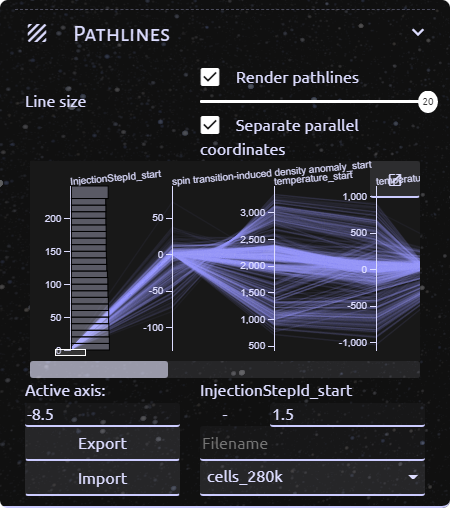 PATHLINES
Render pathlines
Line size
20
Separate parallel
coordinates
InjectionStepId_start
spin transition-induced density anomaly_start
temperature_start
200
150
100
50
0
50
0
-50
-100
3,000
2,500
2,000
1,500
1,000
500
1,000
500
0
-500
-1,000
Active axis:
InjectionStepId_start
-8.5 - 1.5
Export
Filename
Import
cells_280k